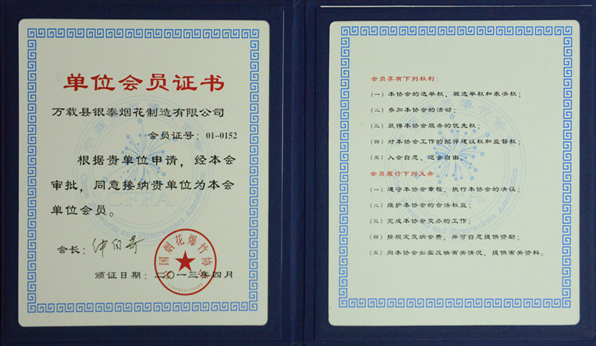 单位会员证书
万载县银泰烟花制造有限公司
会员证号：01-0152
根据贵单位申请，经本会
审批，同意接纳贵单位为本会
单位会员。
会长：
颁证日期：二〇一三年四月
中国烟花爆竹协会
会员享有下列权利：
（一）本协会的选举权、被选举权和表决权；
（二）参加本协会的活动；
（三）获得本协会服务的优先权；
（四）对本协会工作的批评建议权和监督权；
（五）入会自愿、退会自由。
会员履行下列义务
（一）遵守本协会章程，执行本协会的决议；
（二）维护本协会的合法权益；
（三）完成本协会交办的工作；
（四）按规定交纳会费，并可自愿提供资助；
（五）向本协会如实反映有关情况，提供有关资料。